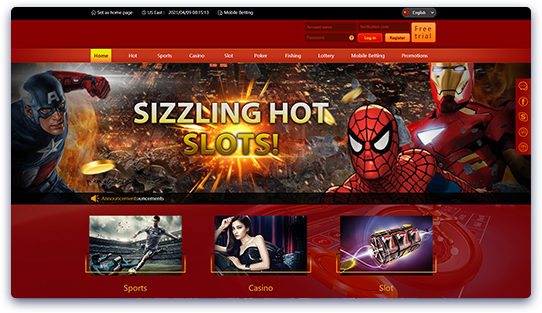 Set as home page US East : 2021/04/09 08:15:13 Mobile Betting English
Account name Verification code Free
Password Log in Register trial
Home Hot Sports Casino Slot Poker Fishing Lottery Mobile Betting Promotions
SIZZLING HOT
SLOTS!
Announcements
Sports Casino Slot